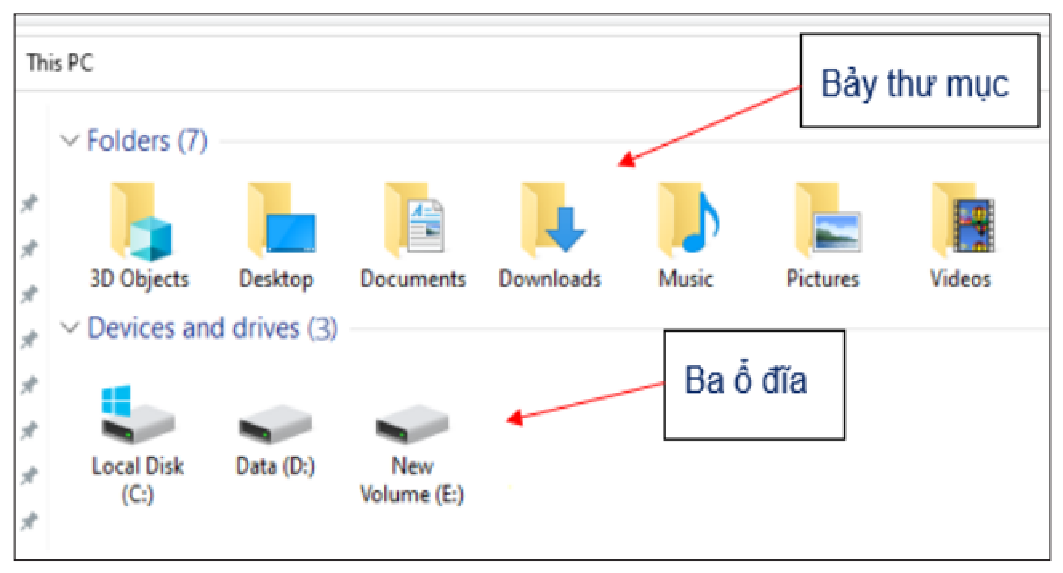 This PC
Bảy thư mục
Folders (7)
3D Objects
Desktop
Documents
Downloads
Music
Pictures
Videos
Devices and drives (3)
Ba ổ đĩa
Local Disk
(C:)
Data (D:)
New
Volume (E:)